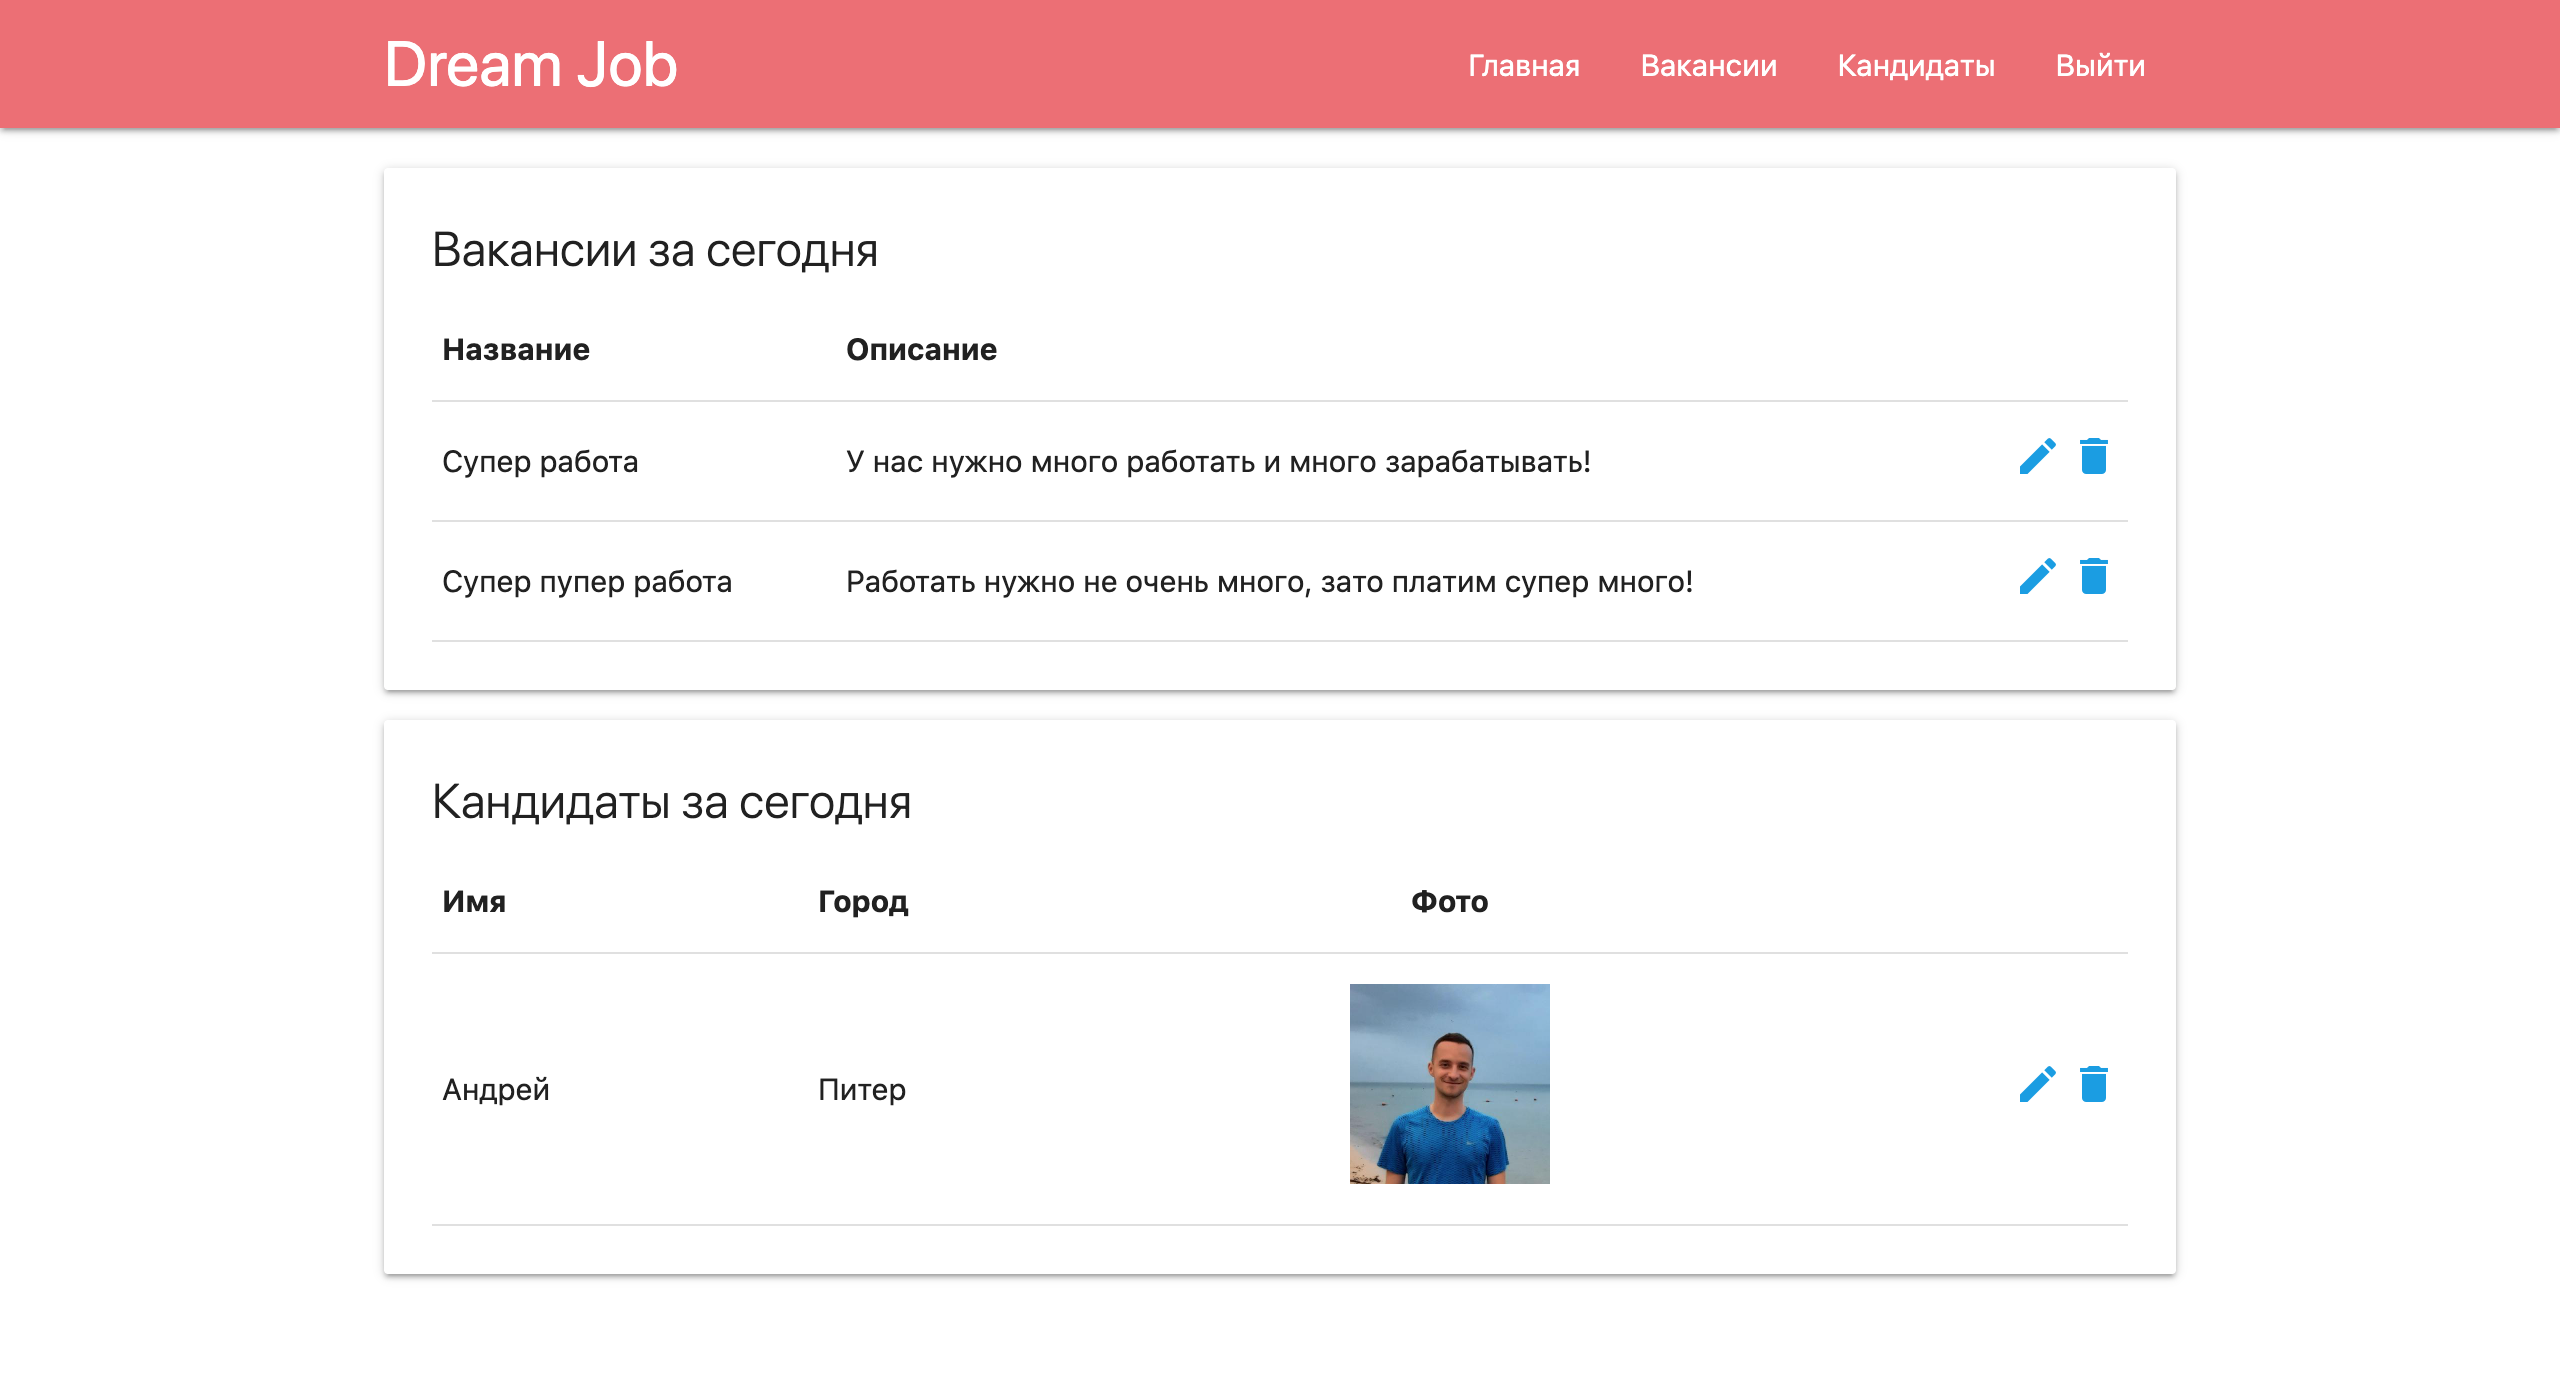 Dream Job
Главная Вакансии Кандидаты Выйти
Вакансии за сегодня
Название Описание
Супер работа У нас нужно много работать и много зарабатывать!
Супер пупер работа Работать нужно не очень много, зато платим супер много!
Кандидаты за сегодня
Имя Город Фото
Андрей Питер